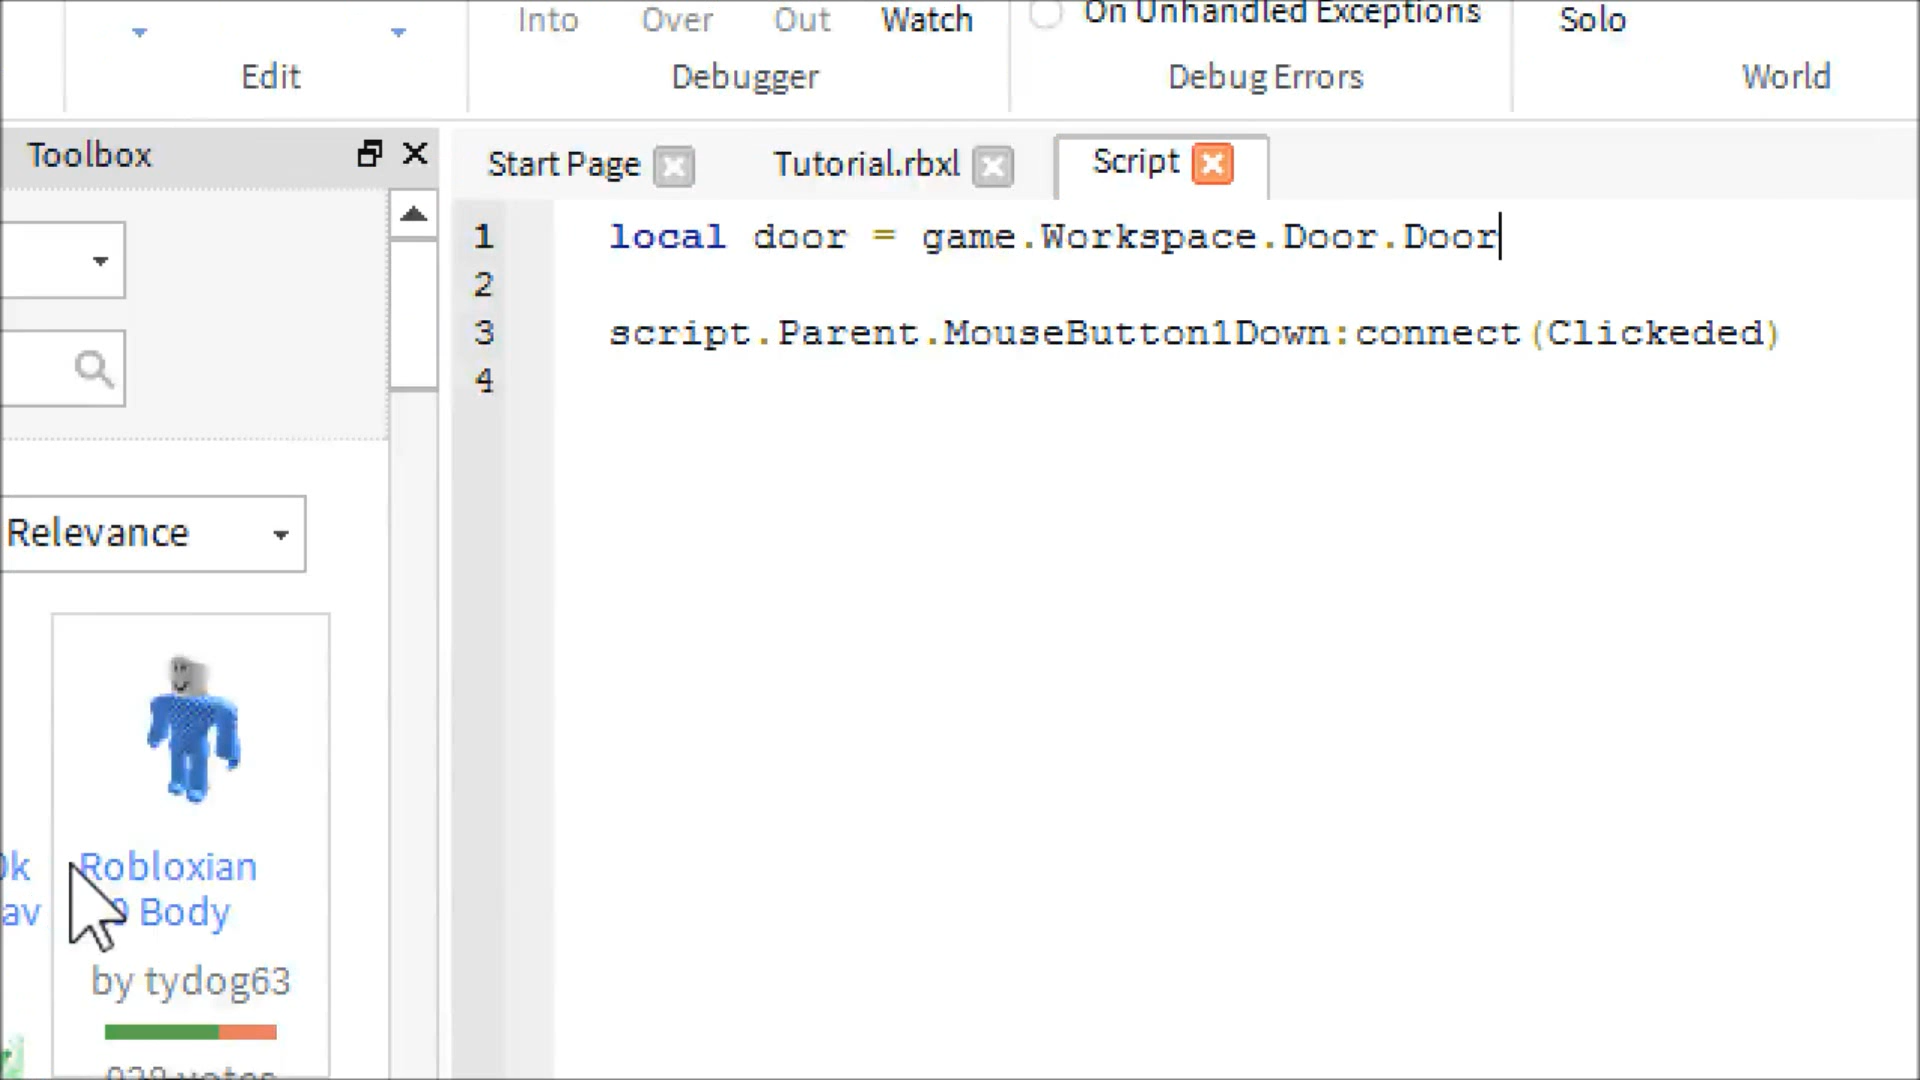 Into Over Out Watch On Unhandled Exceptions Solo
Edit Debugger Debug Errors World
Toolbox
Start Page Tutorial.rbxl Script
1 local door = game.Workspace.Door.Door
2
3 script.Parent.MouseButton1Down:connect(Clickeded)
4
Relevance
Robloxian
Body
by tydog63
votes